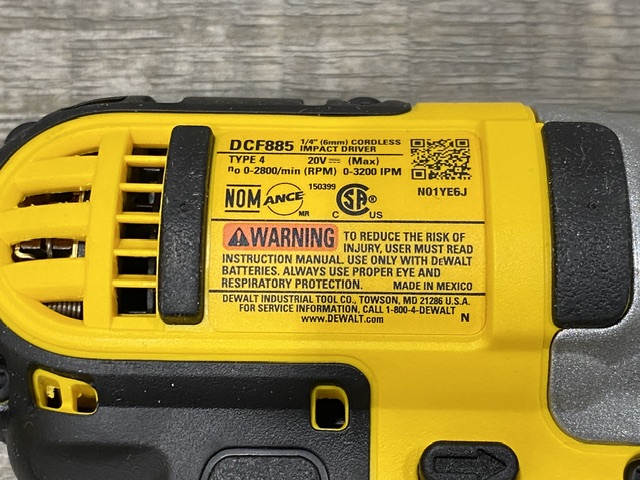 DCF885 1/4" (6mm) CORDLESS
IMPACT DRIVER
TYPE 4 20V ⎓ (Max)
no 0-2800/min (RPM) 0-3200 IPM
150399
NOM ANCE MR
C SA ® C US
N01YE6J
WARNING TO REDUCE THE RISK OF
INJURY, USER MUST READ
INSTRUCTION MANUAL. USE ONLY WITH DEWALT
BATTERIES. ALWAYS USE PROPER EYE AND
RESPIRATORY PROTECTION. MADE IN MEXICO
DEWALT INDUSTRIAL TOOL CO., TOWSON, MD 21286 U.S.A.
FOR SERVICE INFORMATION, CALL 1-800-4-DEWALT
www.DEWALT.com N